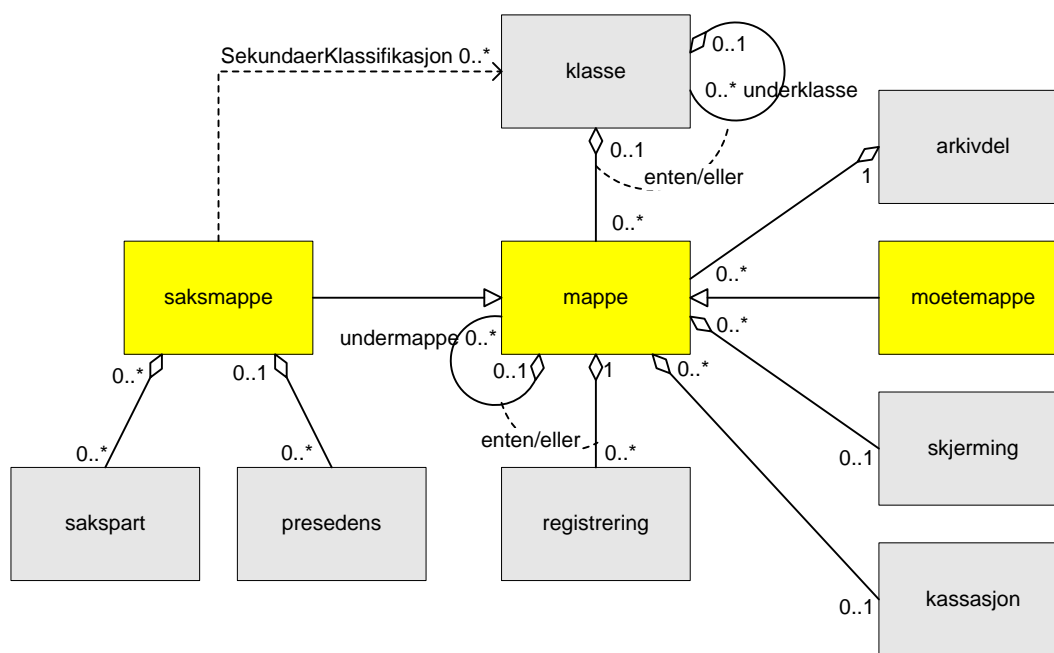 SekundaerKlassifikasjon 0..*
klasse
0..1
0..* underklasse
0..1
enten/eller
0..*
arkivdel
1
0..*
saksmappe
mappe
moetemappe
undermappe 0..*
0..*
0..*
0..1
0..1
1
0..*
enten/eller
0..*
0..*
0..*
0..1
0..1
sakspart
presedens
registrering
skjerming
kassasjon